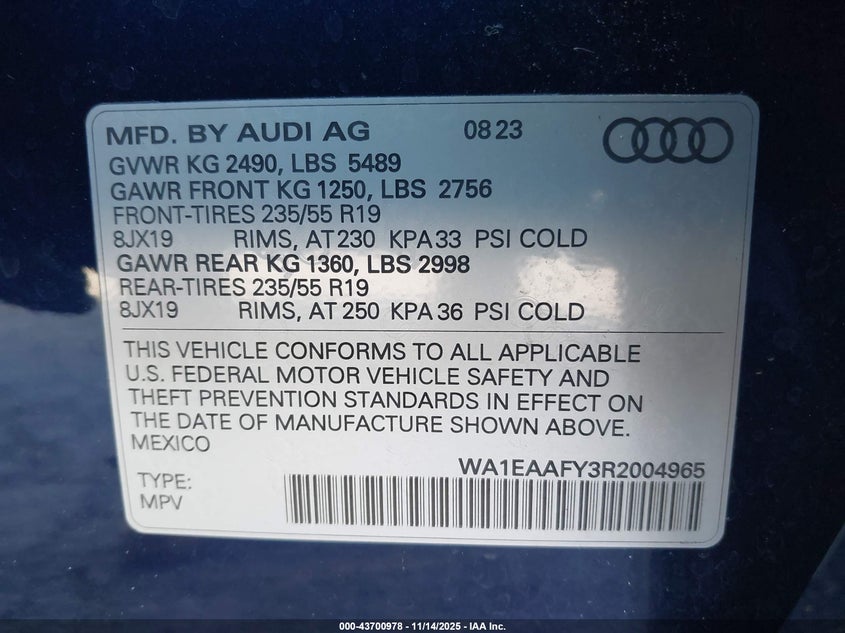 MFD. BY AUDI AG 08 23
GVWR KG 2490, LBS 5489
GAWR FRONT KG 1250, LBS 2756
FRONT-TIRES 235/55 R19
8JX19 RIMS, AT 230 KPA 33 PSI COLD
GAWR REAR KG 1360, LBS 2998
REAR-TIRES 235/55 R19
8JX19 RIMS, AT 250 KPA 36 PSI COLD
THIS VEHICLE CONFORMS TO ALL APPLICABLE
U.S. FEDERAL MOTOR VEHICLE SAFETY AND
THEFT PREVENTION STANDARDS IN EFFECT ON
THE DATE OF MANUFACTURE SHOWN ABOVE.
MEXICO
WA1EAAFY3R2004965
TYPE:
MPV
000-43700978 - 11/14/2025 - IAA Inc.